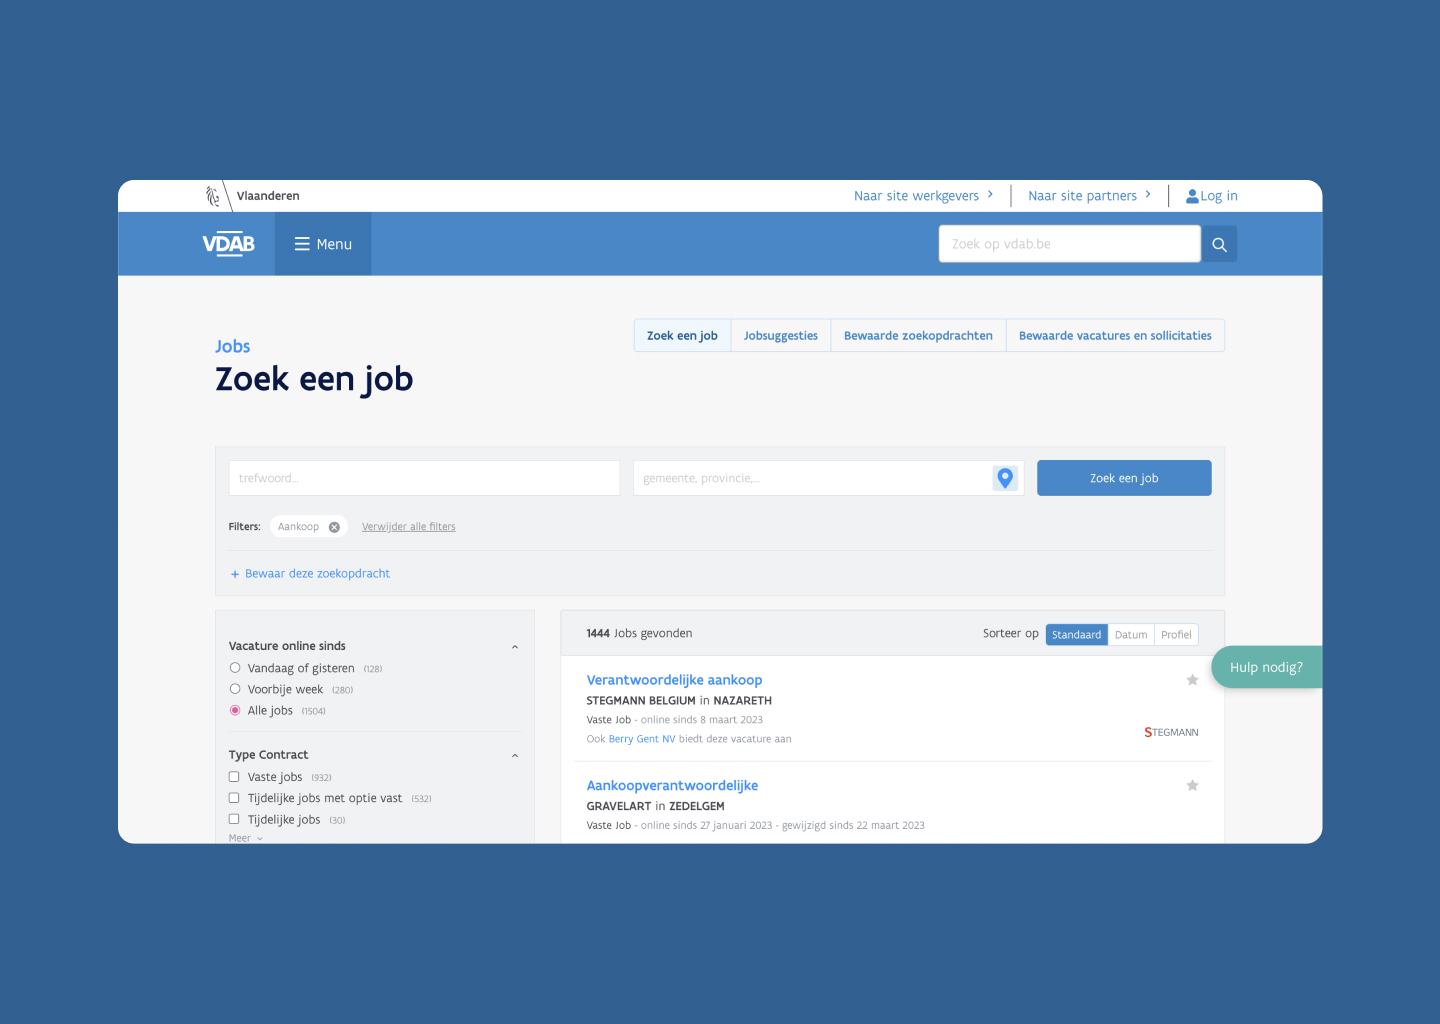 Vlaanderen
Naar site werkgevers
Naar site partners
Log in
VDAB
Menu
Zoek op vdab.be
Zoek een job
Jobsuggesties
Bewaarde zoekopdrachten
Bewaarde vacatures en sollicitaties
Jobs
Zoek een job
trefwoord...
gemeente, provincie,...
Zoek een job
Filters: Aankoop Verwijder alle filters
+ Bewaar deze zoekopdracht
Vacature online sinds
Vandaag of gisteren (128)
Voorbije week (280)
Alle jobs (1504)
Type Contract
Vaste jobs (932)
Tijdelijke jobs met optie vast (532)
Tijdelijke jobs (30)
Meer
1444 Jobs gevonden
Sorteer op Standaard Datum Profiel
Verantwoordelijke aankoop
STEGMANN BELGIUM in NAZARETH
Vaste Job - online sinds 8 maart 2023
Ook Berry Gent NV biedt deze vacature aan
STEGMANN
Aankoopverantwoordelijke
GRAVELART in ZEDELGEM
Vaste Job - online sinds 27 januari 2023 - gewijzigd sinds 22 maart 2023
Hulp nodig?